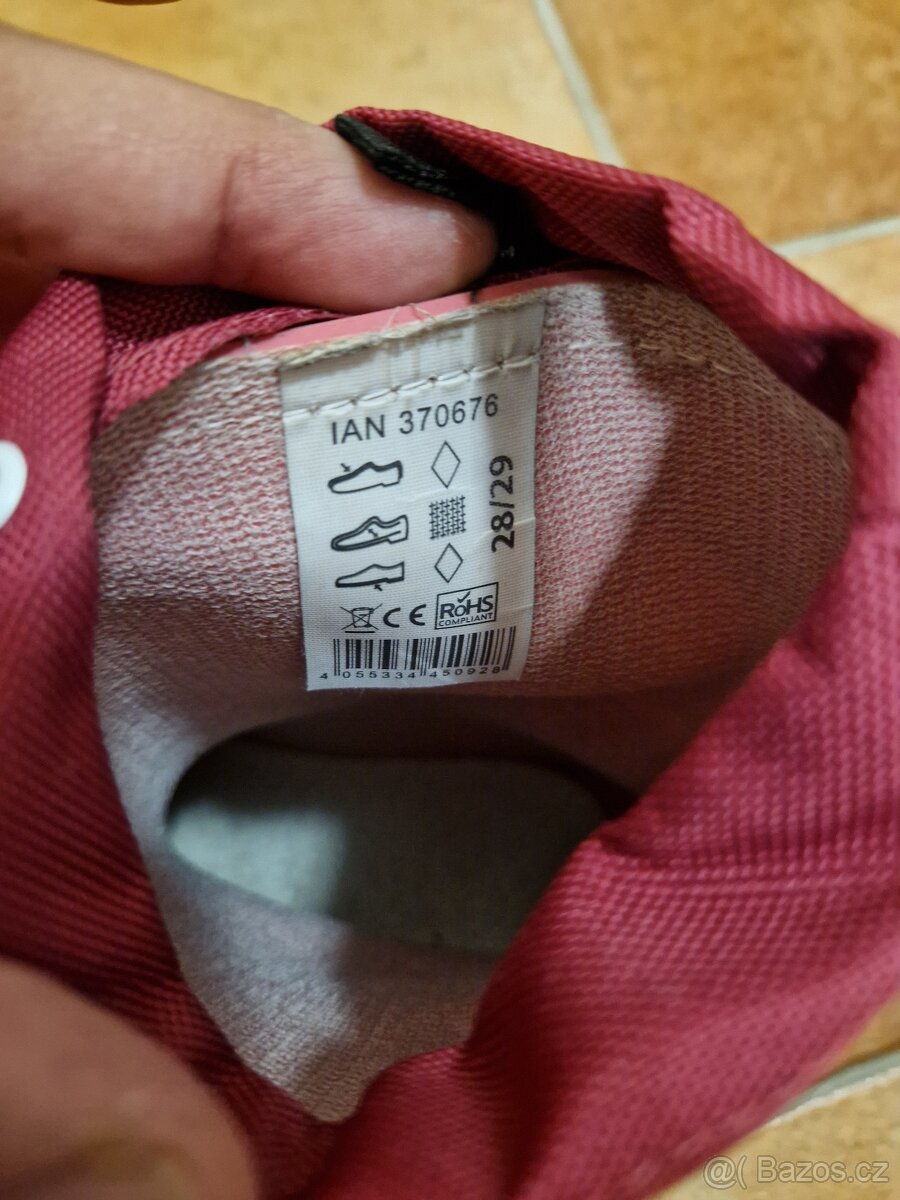 IAN 370676
28/29
CE RoHS
COMPLIANT
4 055334 450928
@( Bazos.cz